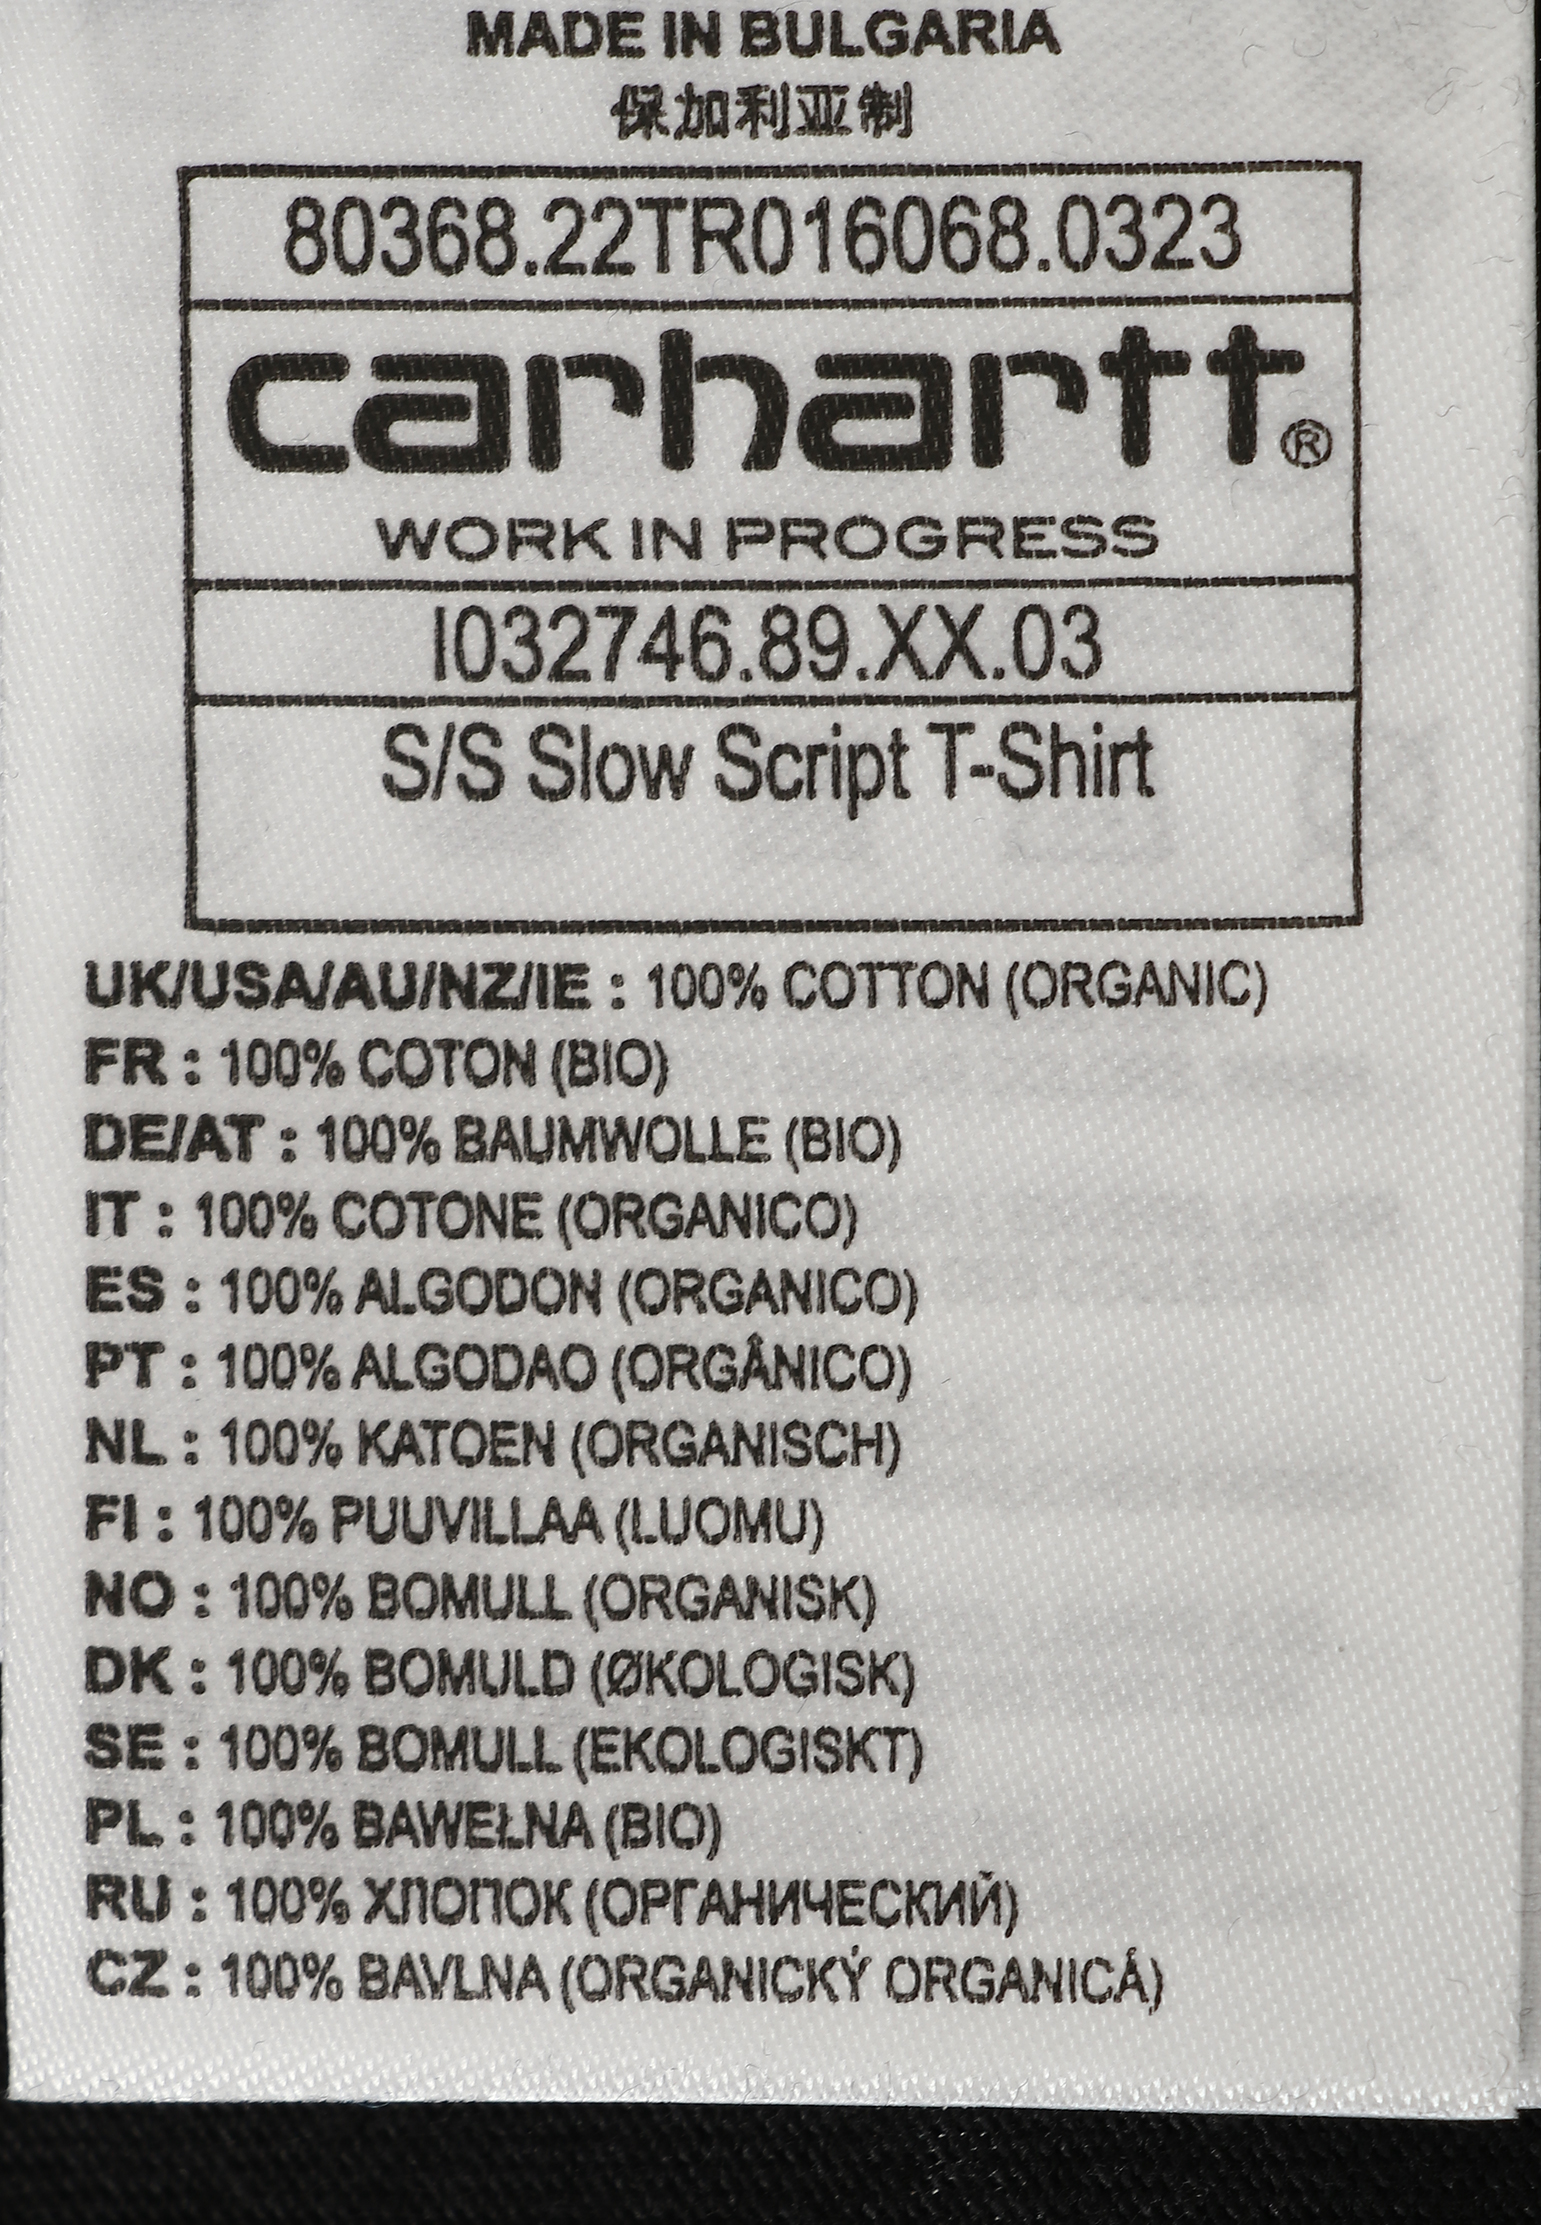 MADE IN BULGARIA
保加利亚制
80368.22TR016068.0323
carhartt®
WORK IN PROGRESS
I032746.89.XX.03
S/S Slow Script T-Shirt
UK/USA/AU/NZ/IE : 100% COTTON (ORGANIC)
FR : 100% COTON (BIO)
DE/AT : 100% BAUMWOLLE (BIO)
IT : 100% COTONE (ORGANICO)
ES : 100% ALGODON (ORGANICO)
PT : 100% ALGODAO (ORGÂNICO)
NL : 100% KATOEN (ORGANISCH)
FI : 100% PUUVILLAA (LUOMU)
NO : 100% BOMULL (ORGANISK)
DK : 100% BOMULD (ØKOLOGISK)
SE : 100% BOMULL (EKOLOGISKT)
PL : 100% BAWEŁNA (BIO)
RU : 100% ХЛОПОК (ОРГАНИЧЕСКИЙ)
CZ : 100% BAVLNA (ORGANICKÝ ORGANICÁ)